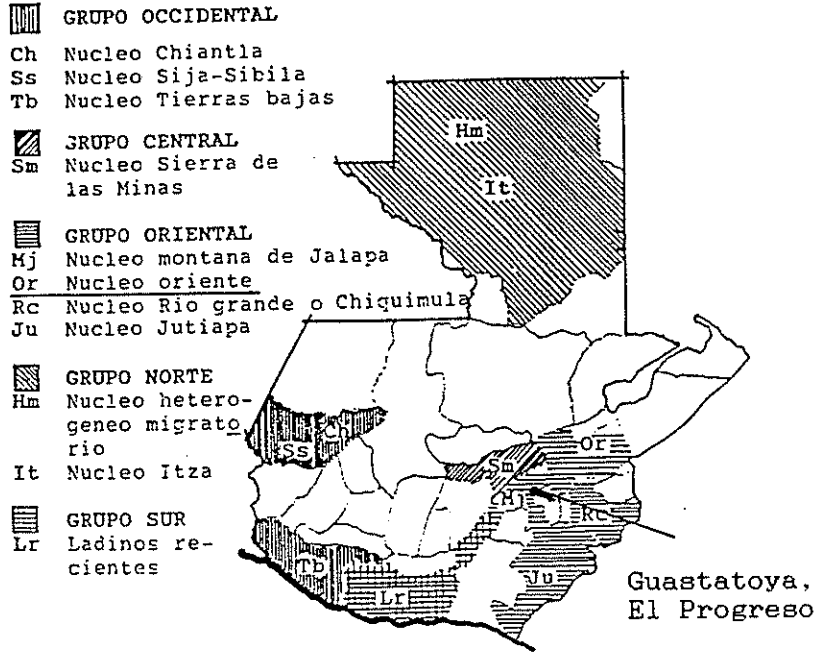 GRUPO OCCIDENTAL
Ch Nucleo Chiantla
Ss Nucleo Sija-Sibila
Tb Nucleo Tierras bajas
GRUPO CENTRAL
Sm Nucleo Sierra de
las Minas
GRUPO ORIENTAL
Mj Nucleo montana de Jalapa
Or Nucleo oriente
Rc Nucleo Rio grande o Chiquimula
Ju Nucleo Jutiapa
GRUPO NORTE
Hm Nucleo hetero-
geneo migrato
rio
It Nucleo Itza
GRUPO SUR
Lr Ladinos re-
cientes
Hm
It
Ch
Ss
Or
Sm
Mj
Rc
Tb
Ju
Lr
Guastatoya,
El Progreso